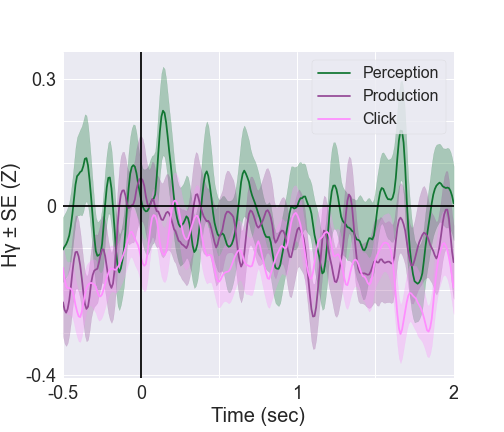 Perception
Production
Click
Hγ ± SE (Z)
0.3
0
-0.4
-0.5
0
1
2
Time (sec)